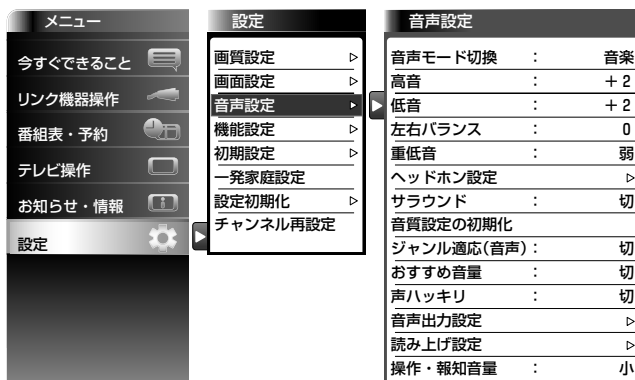 メニュー
今すぐできること
リンク機器操作
番組表・予約
テレビ操作
お知らせ・情報
設定
設定
画質設定
画面設定
音声設定
機能設定
初期設定
一発家庭設定
設定初期化
チャンネル再設定
音声設定
音声モード切換 : 音楽
高音 : +2
低音 : +2
左右バランス : 0
重低音 : 弱
ヘッドホン設定
サラウンド : 切
音質設定の初期化
ジャンル適応(音声) : 切
おすすめ音量 : 切
声ハッキリ : 切
音声出力設定
読み上げ設定
操作・報知音量 : 小